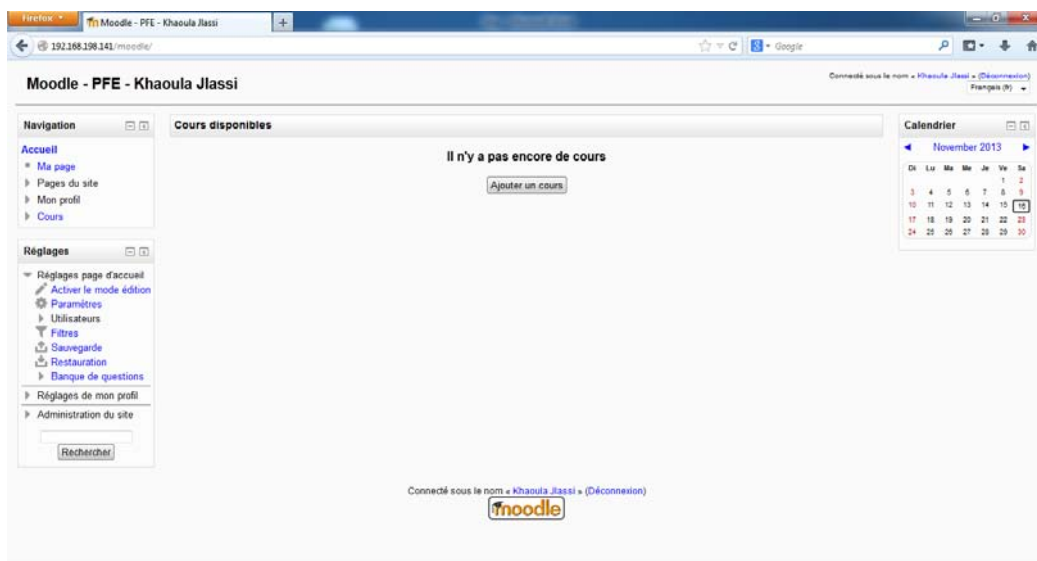 Firefox
Moodle - PFE - Khaoula Jlassi
192.168.198.141/moodle/
Google
Moodle - PFE - Khaoula Jlassi
Connecté sous le nom « Khaoula Jlassi » (Déconnexion)
Français (fr)
Navigation
Accueil
Ma page
Pages du site
Mon profil
Cours
Réglages
Réglages page d'accueil
Activer le mode édition
Paramètres
Utilisateurs
Filtres
Sauvegarde
Restauration
Banque de questions
Réglages de mon profil
Administration du site
Rechercher
Cours disponibles
Il n'y a pas encore de cours
Ajouter un cours
Calendrier
November 2013
Di Lu Ma Me Je Ve Sa
1 2
3 4 5 6 7 8 9
10 11 12 13 14 15 16
17 18 19 20 21 22 23
24 25 26 27 28 29 30
Connecté sous le nom « Khaoula Jlassi » (Déconnexion)
moodle